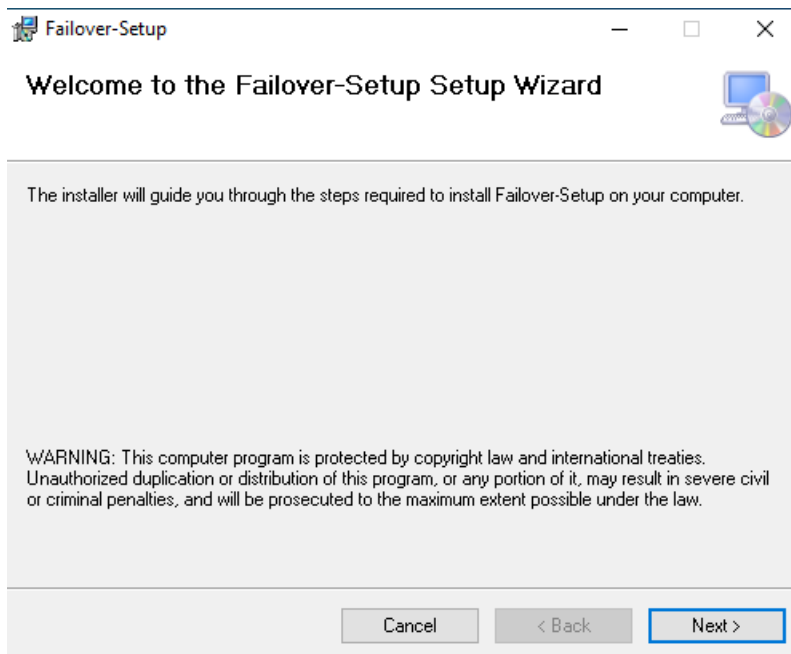 Failover-Setup
Welcome to the Failover-Setup Setup Wizard
The installer will guide you through the steps required to install Failover-Setup on your computer.
WARNING: This computer program is protected by copyright law and international treaties.
Unauthorized duplication or distribution of this program, or any portion of it, may result in severe civil
or criminal penalties, and will be prosecuted to the maximum extent possible under the law.
Cancel < Back Next >